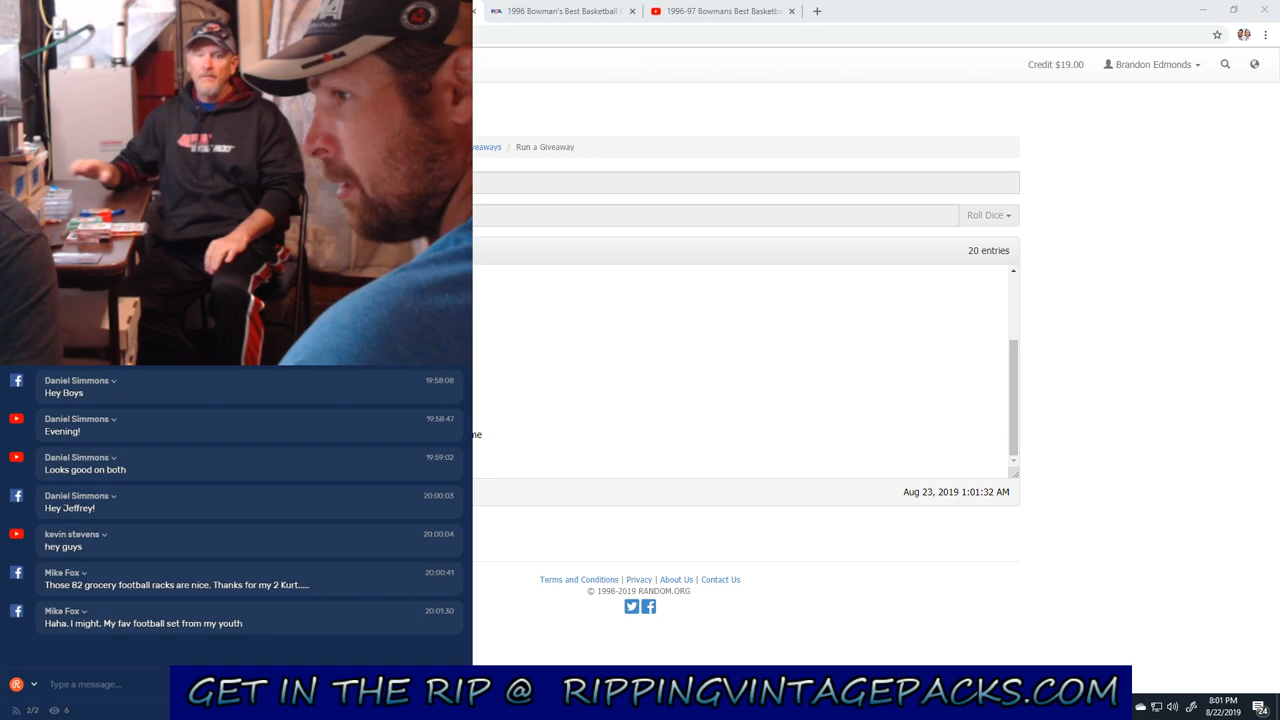 1996 Bowman's Best Basketball C
1996-97 Bowmans Best Basketball
Credit $19.00
Brandon Edmonds
eaways / Run a Giveaway
Roll Dice
20 entries
me
Aug 23, 2019 1:01:32 AM
Terms and Conditions | Privacy | About Us | Contact Us
© 1998-2019 RANDOM.ORG
Daniel Simmons 19:58:08
Hey Boys
Daniel Simmons 19:58:47
Evening!
Daniel Simmons 19:59:02
Looks good on both
Daniel Simmons 20:00:03
Hey Jeffrey!
kevin stevens 20:00:04
hey guys
Mike Fox 20:00:41
Those 82 grocery football racks are nice. Thanks for my 2 Kurt.....
Mike Fox 20:01:30
Haha. I might. My fav football set from my youth
Type a message...
2/2 6
GET IN THE RIP @ RIPPINGVINTAGEPACKS.COM
8:01 PM
8/22/2019